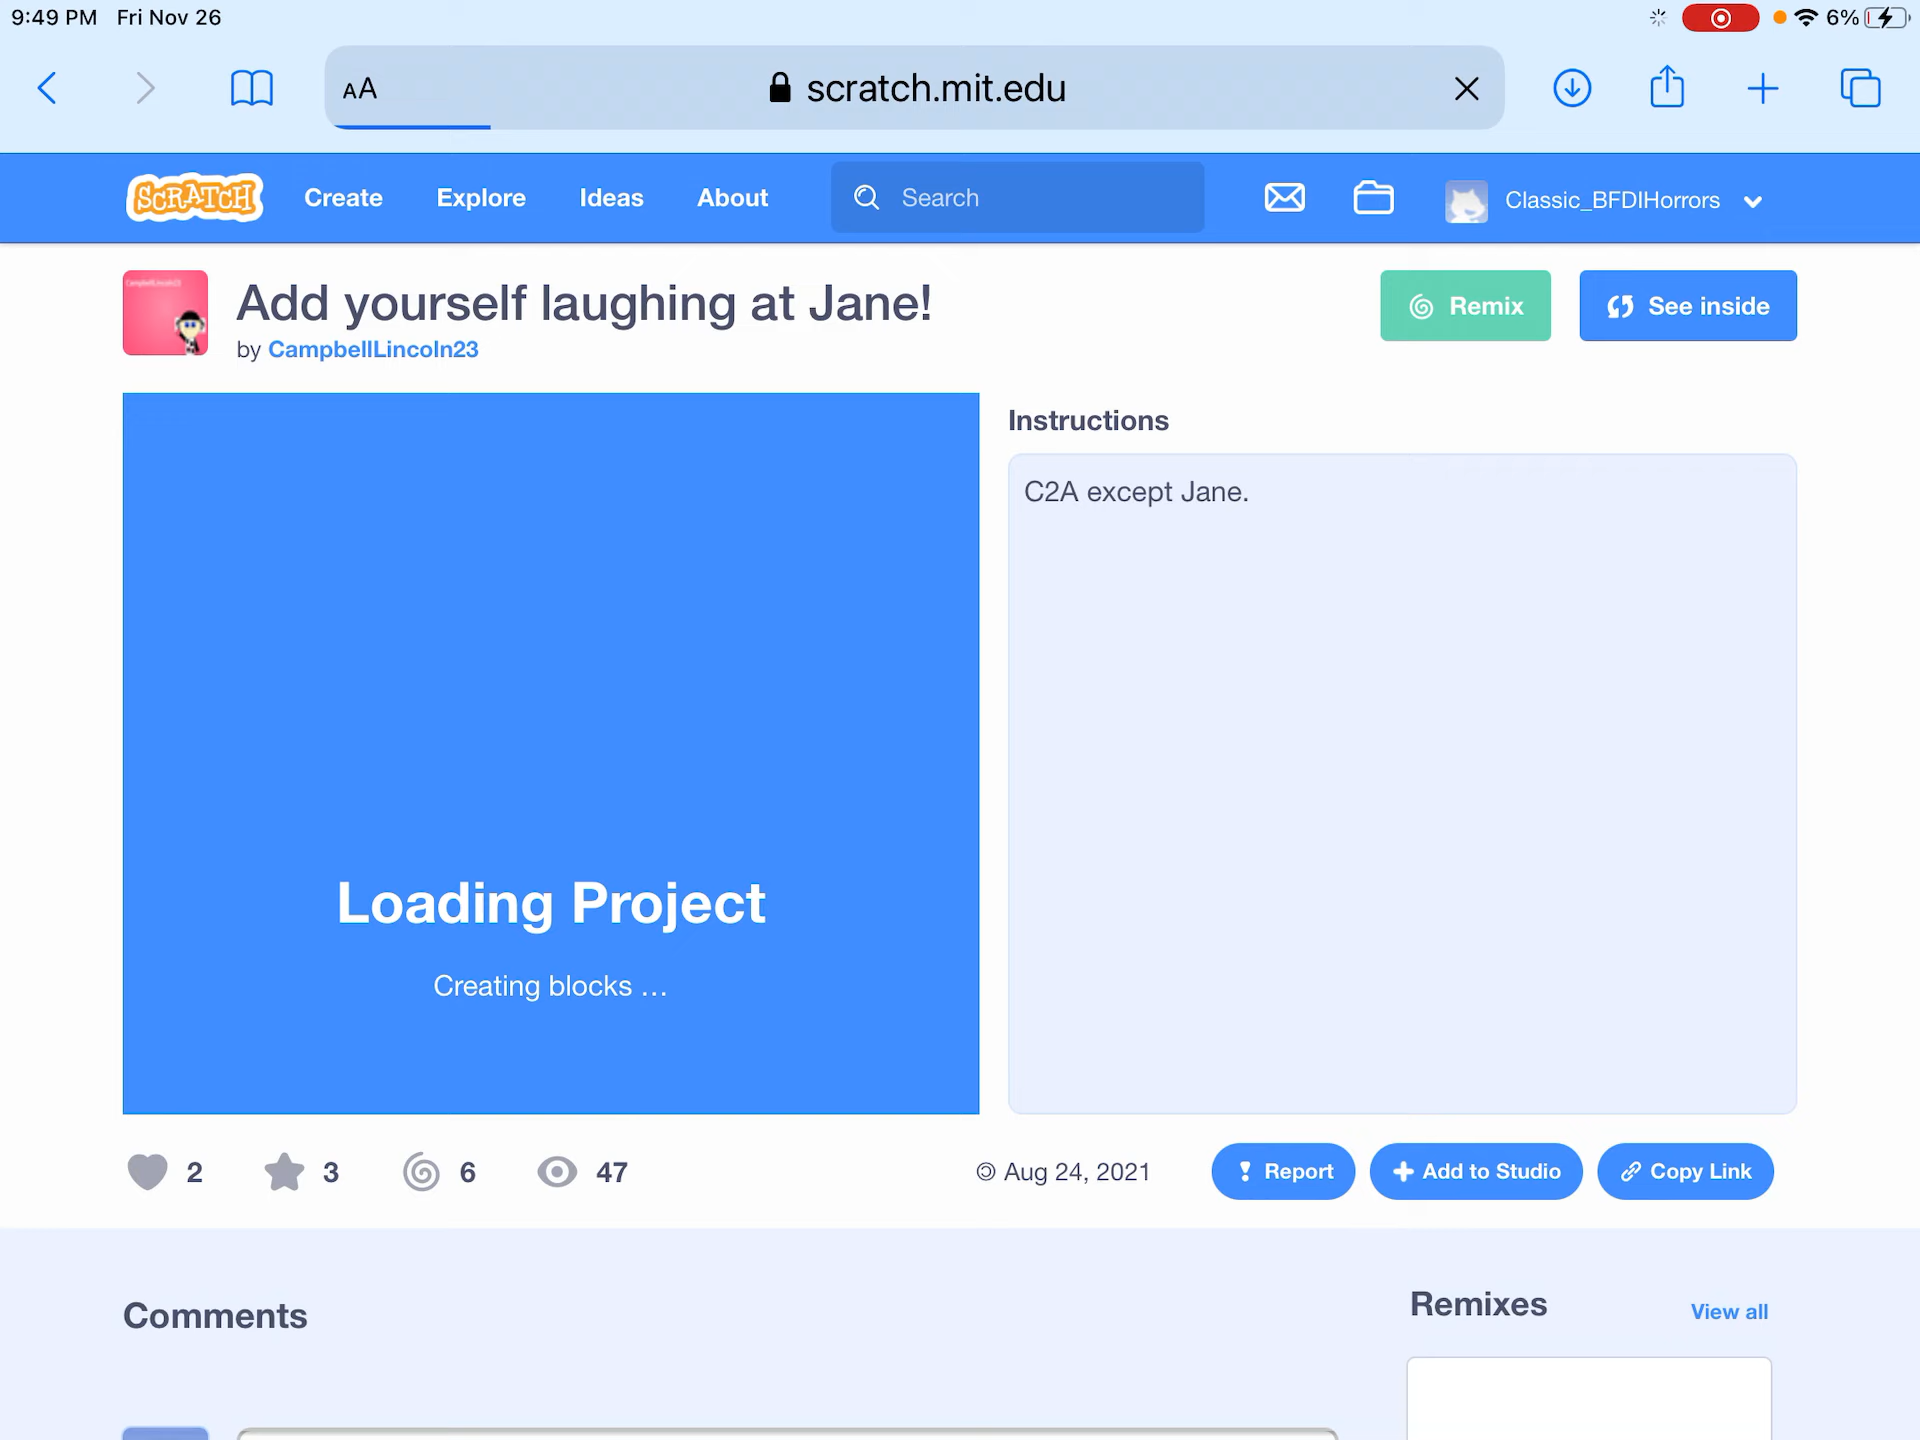 9:49 PM Fri Nov 26
6%
AA
scratch.mit.edu
SCRATCH
Create
Explore
Ideas
About
Search
Classic_BFDIHorrors
Add yourself laughing at Jane!
by CampbellLincoln23
Remix
See inside
CampbellLincoln23
Instructions
C2A except Jane.
Loading Project
Creating blocks ...
2
3
6
47
Aug 24, 2021
Report
Add to Studio
Copy Link
Comments
Remixes
View all